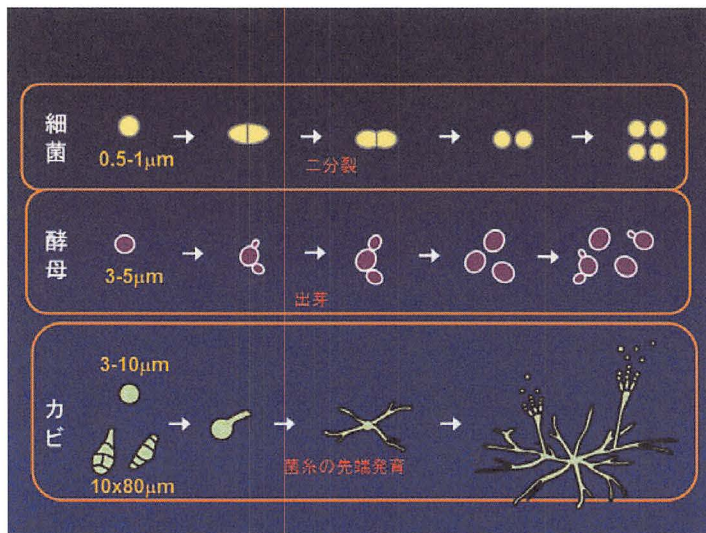 細菌
0.5-1μm
二分裂
酵母
3-5μm
出芽
カビ
3-10μm
10x80μm
菌糸の先端発育